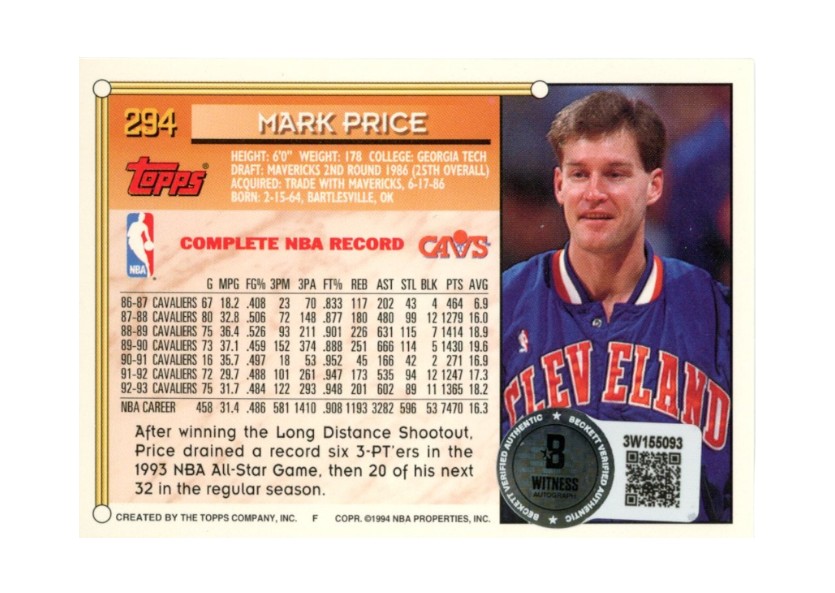 294 MARK PRICE
Topps®
HEIGHT: 6'0" WEIGHT: 178 COLLEGE: GEORGIA TECH
DRAFT: MAVERICKS 2ND ROUND 1986 (25TH OVERALL)
ACQUIRED: TRADE WITH MAVERICKS, 6-17-86
BORN: 2-15-64, BARTLESVILLE, OK
NBA
COMPLETE NBA RECORD CAVS
G MPG FG% 3PM 3PA FT% REB AST STL BLK PTS AVG
86-87 CAVALIERS 67 18.2 .408 23 70 .833 117 202 43 4 464 6.9
87-88 CAVALIERS 80 32.8 .506 72 148 .877 180 480 99 12 1279 16.0
88-89 CAVALIERS 75 36.4 .526 93 211 .901 226 631 115 7 1414 18.9
89-90 CAVALIERS 73 37.1 .459 152 374 .888 251 666 114 5 1430 19.6
90-91 CAVALIERS 16 35.7 .497 18 53 .952 45 166 42 2 271 16.9
91-92 CAVALIERS 72 29.7 .488 101 261 .947 173 535 94 12 1247 17.3
92-93 CAVALIERS 75 31.7 .484 122 293 .948 201 602 89 11 1365 18.2
NBA CAREER 458 31.4 .486 581 1410 .908 1193 3282 596 53 7470 16.3
After winning the Long Distance Shootout,
Price drained a record six 3-PT'ers in the
1993 NBA All-Star Game, then 20 of his next
32 in the regular season.
CREATED BY THE TOPPS COMPANY, INC. F COPR. ©1994 NBA PROPERTIES, INC.
CLEVELAND
BECKETT VERIFIED AUTHENTIC ★ BECKETT VERIFIED AUTHENTIC ★
B
WITNESS
AUTOGRAPH
3W155093